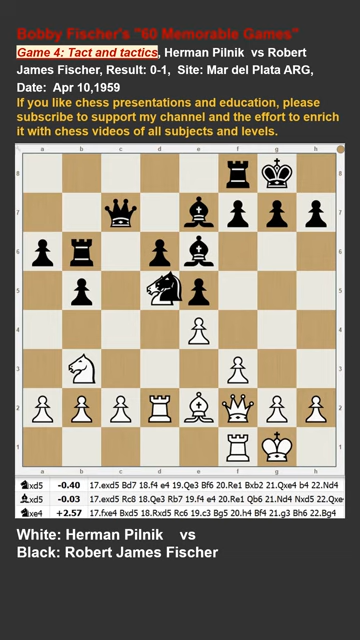 Bobby Fischer's "60 Memorable Games"
Game 4: Tact and tactics, Herman Pilnik vs Robert
James Fischer, Result: 0-1, Site: Mar del Plata ARG,
Date: Apr 10,1959
If you like chess presentations and education, please
subscribe to support my channel and the effort to enrich
it with chess videos of all subjects and levels.
8
7
6
5
4
3
2
1
a b c d e f g h
♞xd5 -0.40 17.exd5 Bd7 18.f4 e4 19.Qe3 Bf6 20.Re1 Bxb2 21.Qxe4 b4 22.Nd4
♝xd5 -0.03 17.exd5 Rc8 18.Qe3 Rb7 19.f4 e4 20.Re1 Qb6 21.Nd4 Nxd5 22.Qxe
♞xe4 +2.57 17.fxe4 Bxd5 18.Rxd5 Rc6 19.c3 Bg5 20.h4 Bf4 21.g3 Bh6 22.Bg4
White: Herman Pilnik vs
Black: Robert James Fischer